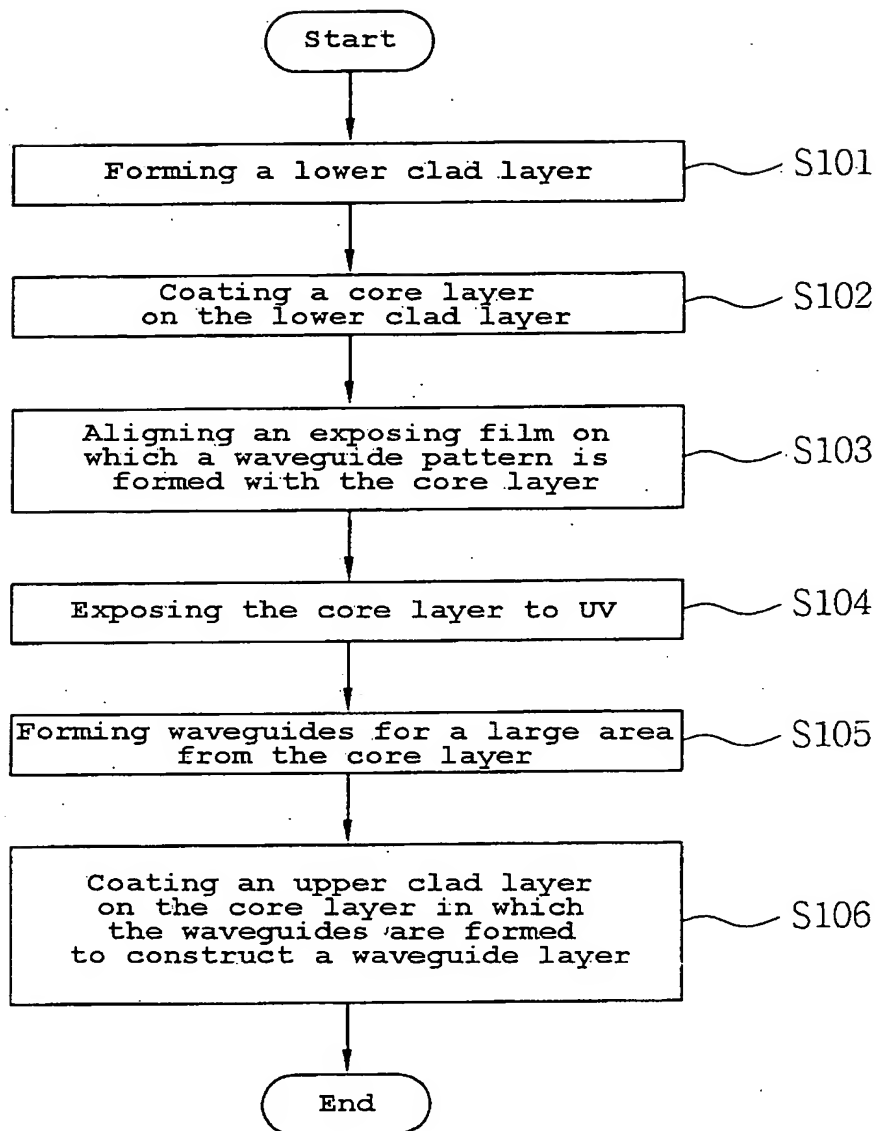 Start
Forming a lower clad layer
S101
Coating a core layer
on the lower clad layer
S102
Aligning an exposing film on
which a waveguide pattern is
formed with the core layer
S103
Exposing the core layer to UV
S104
Forming waveguides for a large area
from the core layer
S105
Coating an upper clad layer
on the core layer in which
the waveguides are formed
to construct a waveguide layer
S106
End